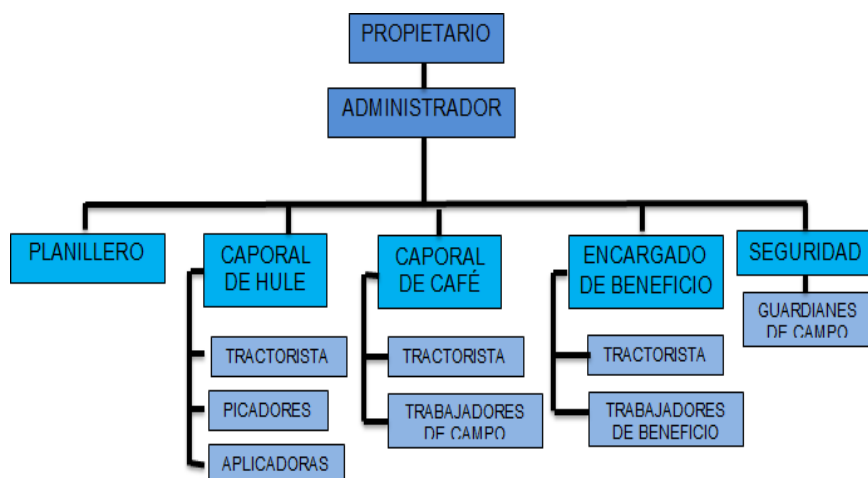 PROPIETARIO
ADMINISTRADOR
PLANILLERO
CAPORAL
DE HULE
CAPORAL
DE CAFÉ
ENCARGADO
DE BENEFICIO
SEGURIDAD
GUARDIANES
DE CAMPO
TRACTORISTA
TRACTORISTA
TRACTORISTA
PICADORES
TRABAJADORES
DE CAMPO
TRABAJADORES
DE BENEFICIO
APLICADORAS